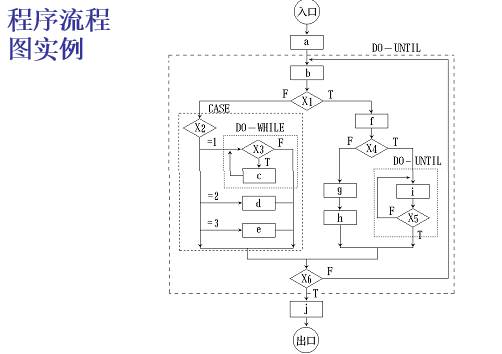 程序流程
图实例
入口
a
DO－UNTIL
b
F
X1
T
CASE
f
X2
DO－WHILE
=1
X3
F
F
X4
T
T
DO－UNTIL
c
g
i
=2
d
h
F
X5
=3
e
T
X6
F
T
j
出口